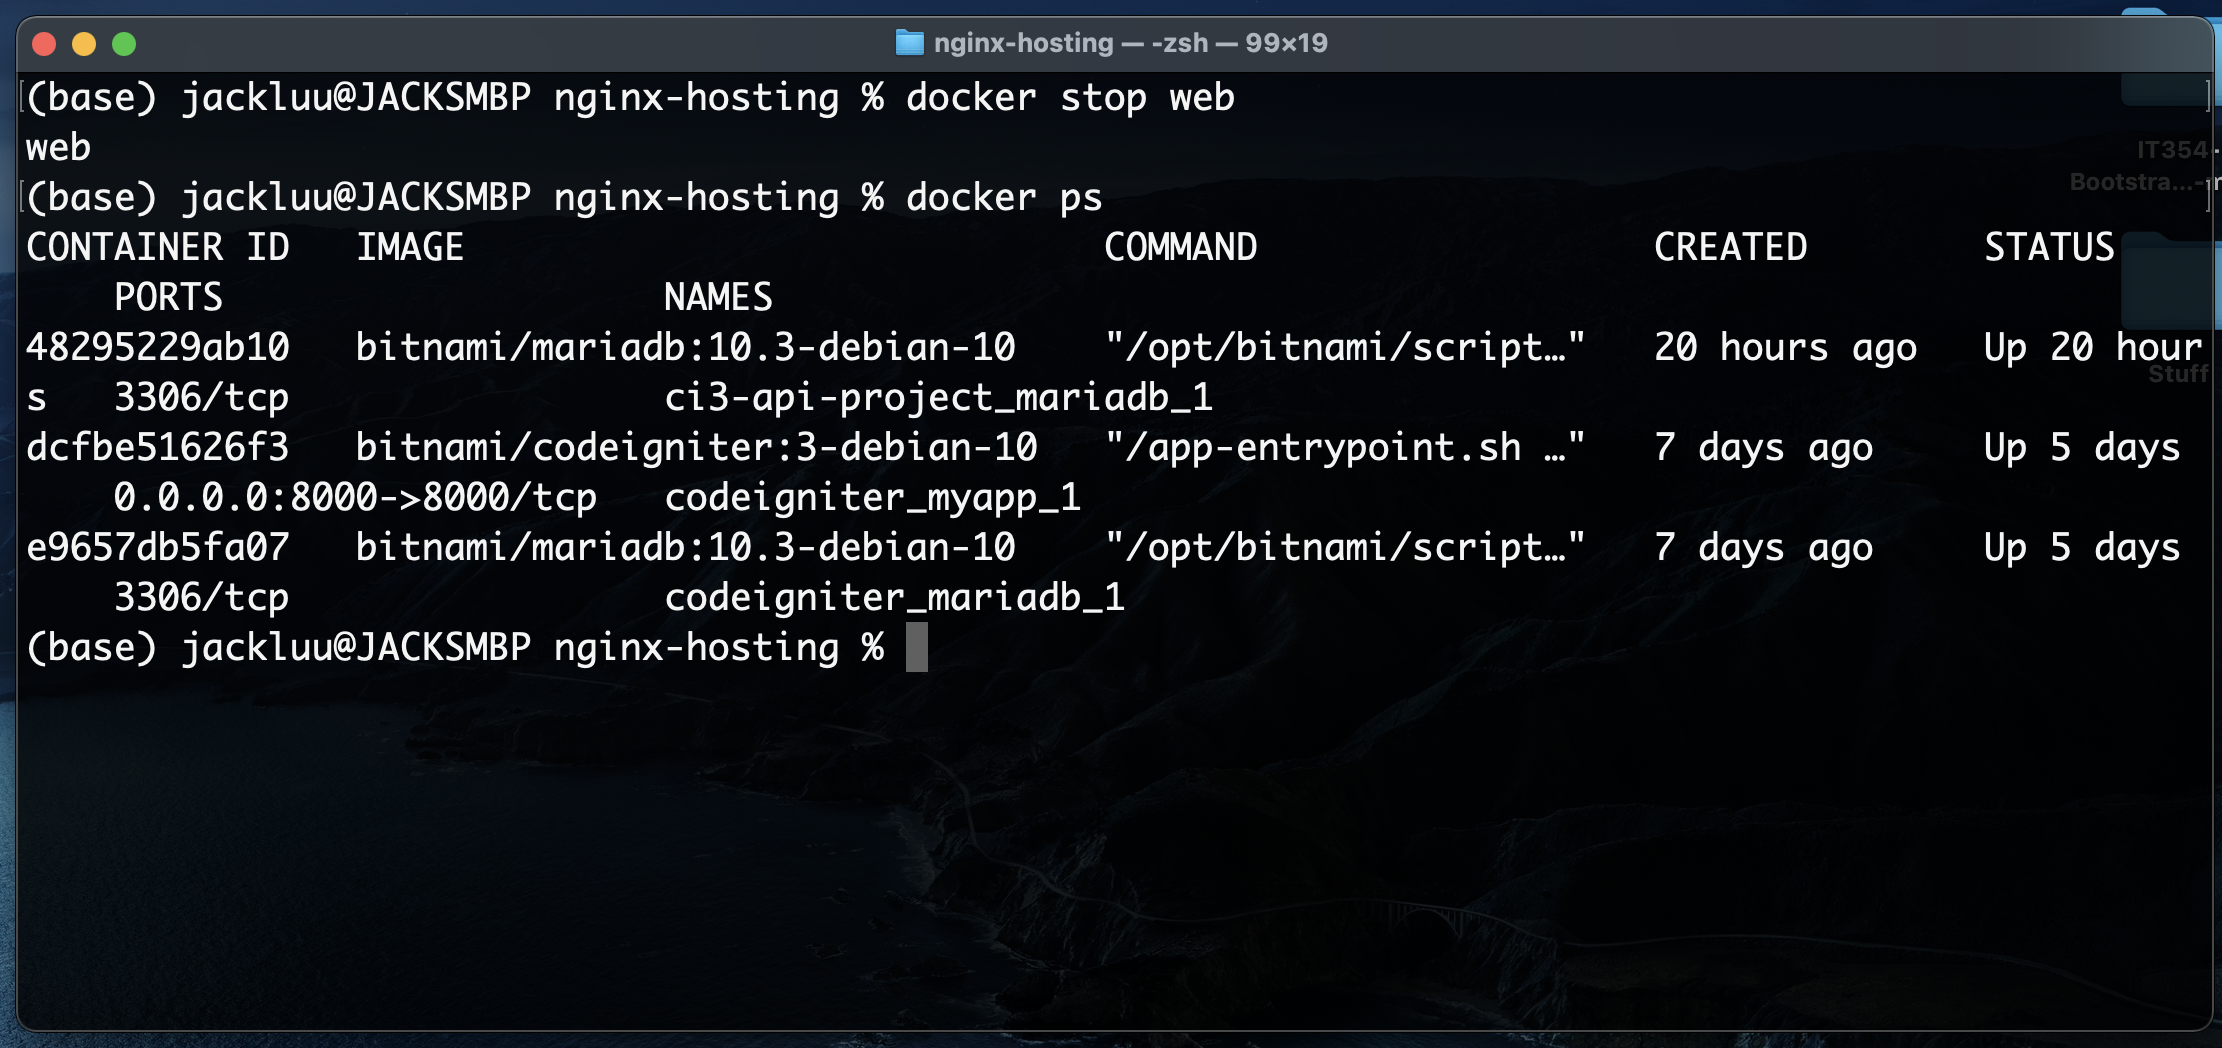 nginx-hosting — -zsh — 99×19
(base) jackluu@JACKSMBP nginx-hosting % docker stop web
web
(base) jackluu@JACKSMBP nginx-hosting % docker ps
CONTAINER ID   IMAGE                             COMMAND                  CREATED        STATUS
    PORTS                    NAMES
48295229ab10   bitnami/mariadb:10.3-debian-10    "/opt/bitnami/script…"   20 hours ago   Up 20 hour
s   3306/tcp                 ci3-api-project_mariadb_1
dcfbe51626f3   bitnami/codeigniter:3-debian-10   "/app-entrypoint.sh …"   7 days ago     Up 5 days
    0.0.0.0:8000->8000/tcp   codeigniter_myapp_1
e9657db5fa07   bitnami/mariadb:10.3-debian-10    "/opt/bitnami/script…"   7 days ago     Up 5 days
    3306/tcp                 codeigniter_mariadb_1
(base) jackluu@JACKSMBP nginx-hosting %
IT354-
Bootstra...-
Stuff